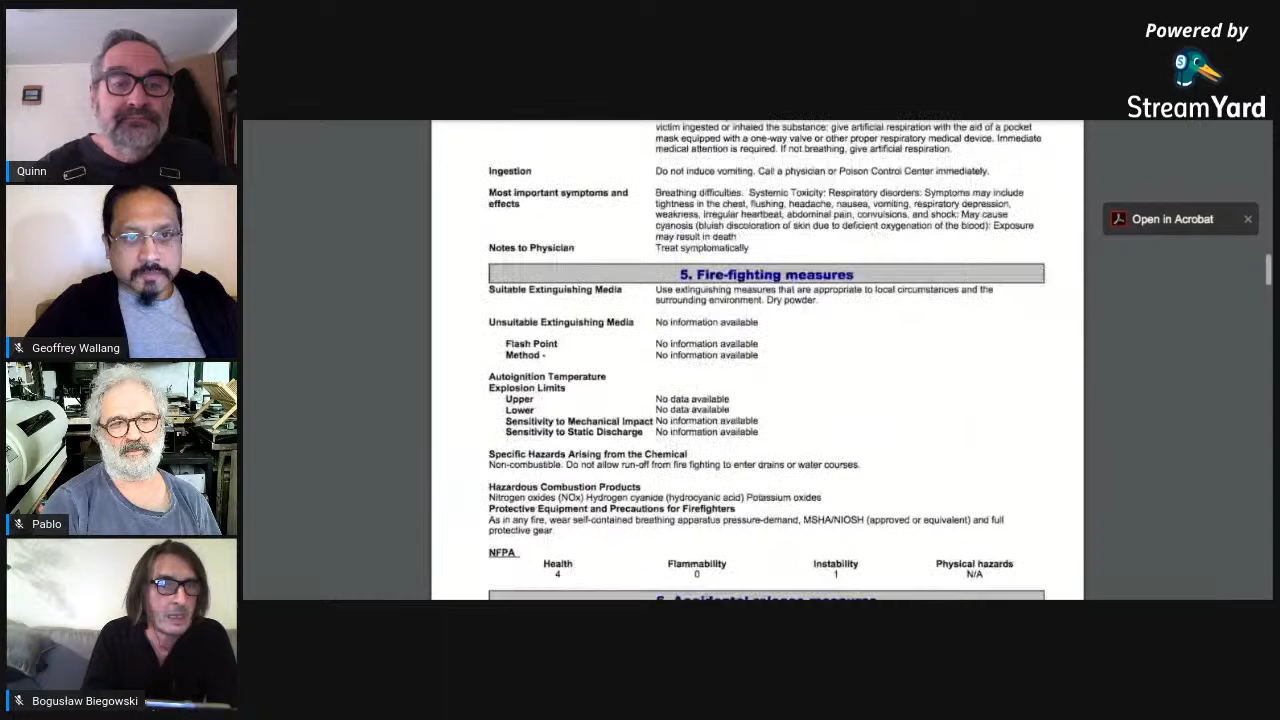 Quinn
Geoffrey Wallang
Pablo
Bogusław Biegowski
Powered by
StreamYard
Open in Acrobat
victim ingested or inhaled the substance; give artificial respiration with the aid of a pocket
mask equipped with a one-way valve or other proper respiratory medical device. Immediate
medical attention is required. If not breathing, give artificial respiration.
Ingestion Do not induce vomiting. Call a physician or Poison Control Center immediately.
Most important symptoms and Breathing difficulties. Systemic Toxicity: Respiratory disorders: Symptoms may include
effects tightness in the chest, flushing, headache, nausea, vomiting, respiratory depression,
weakness, irregular heartbeat, abdominal pain, convulsions, and shock: May cause
cyanosis (bluish discoloration of skin due to deficient oxygenation of the blood): Exposure
may result in death
Notes to Physician Treat symptomatically
5. Fire-fighting measures
Suitable Extinguishing Media Use extinguishing measures that are appropriate to local circumstances and the
surrounding environment. Dry powder.
Unsuitable Extinguishing Media No information available
Flash Point No information available
Method - No information available
Autoignition Temperature
Explosion Limits
Upper No data available
Lower No data available
Sensitivity to Mechanical Impact No information available
Sensitivity to Static Discharge No information available
Specific Hazards Arising from the Chemical
Non-combustible. Do not allow run-off from fire fighting to enter drains or water courses.
Hazardous Combustion Products
Nitrogen oxides (NOx) Hydrogen cyanide (hydrocyanic acid) Potassium oxides
Protective Equipment and Precautions for Firefighters
As in any fire, wear self-contained breathing apparatus pressure-demand, MSHA/NIOSH (approved or equivalent) and full
protective gear.
NFPA
Health Flammability Instability Physical hazards
4 0 1 N/A
6. Accidental release measures